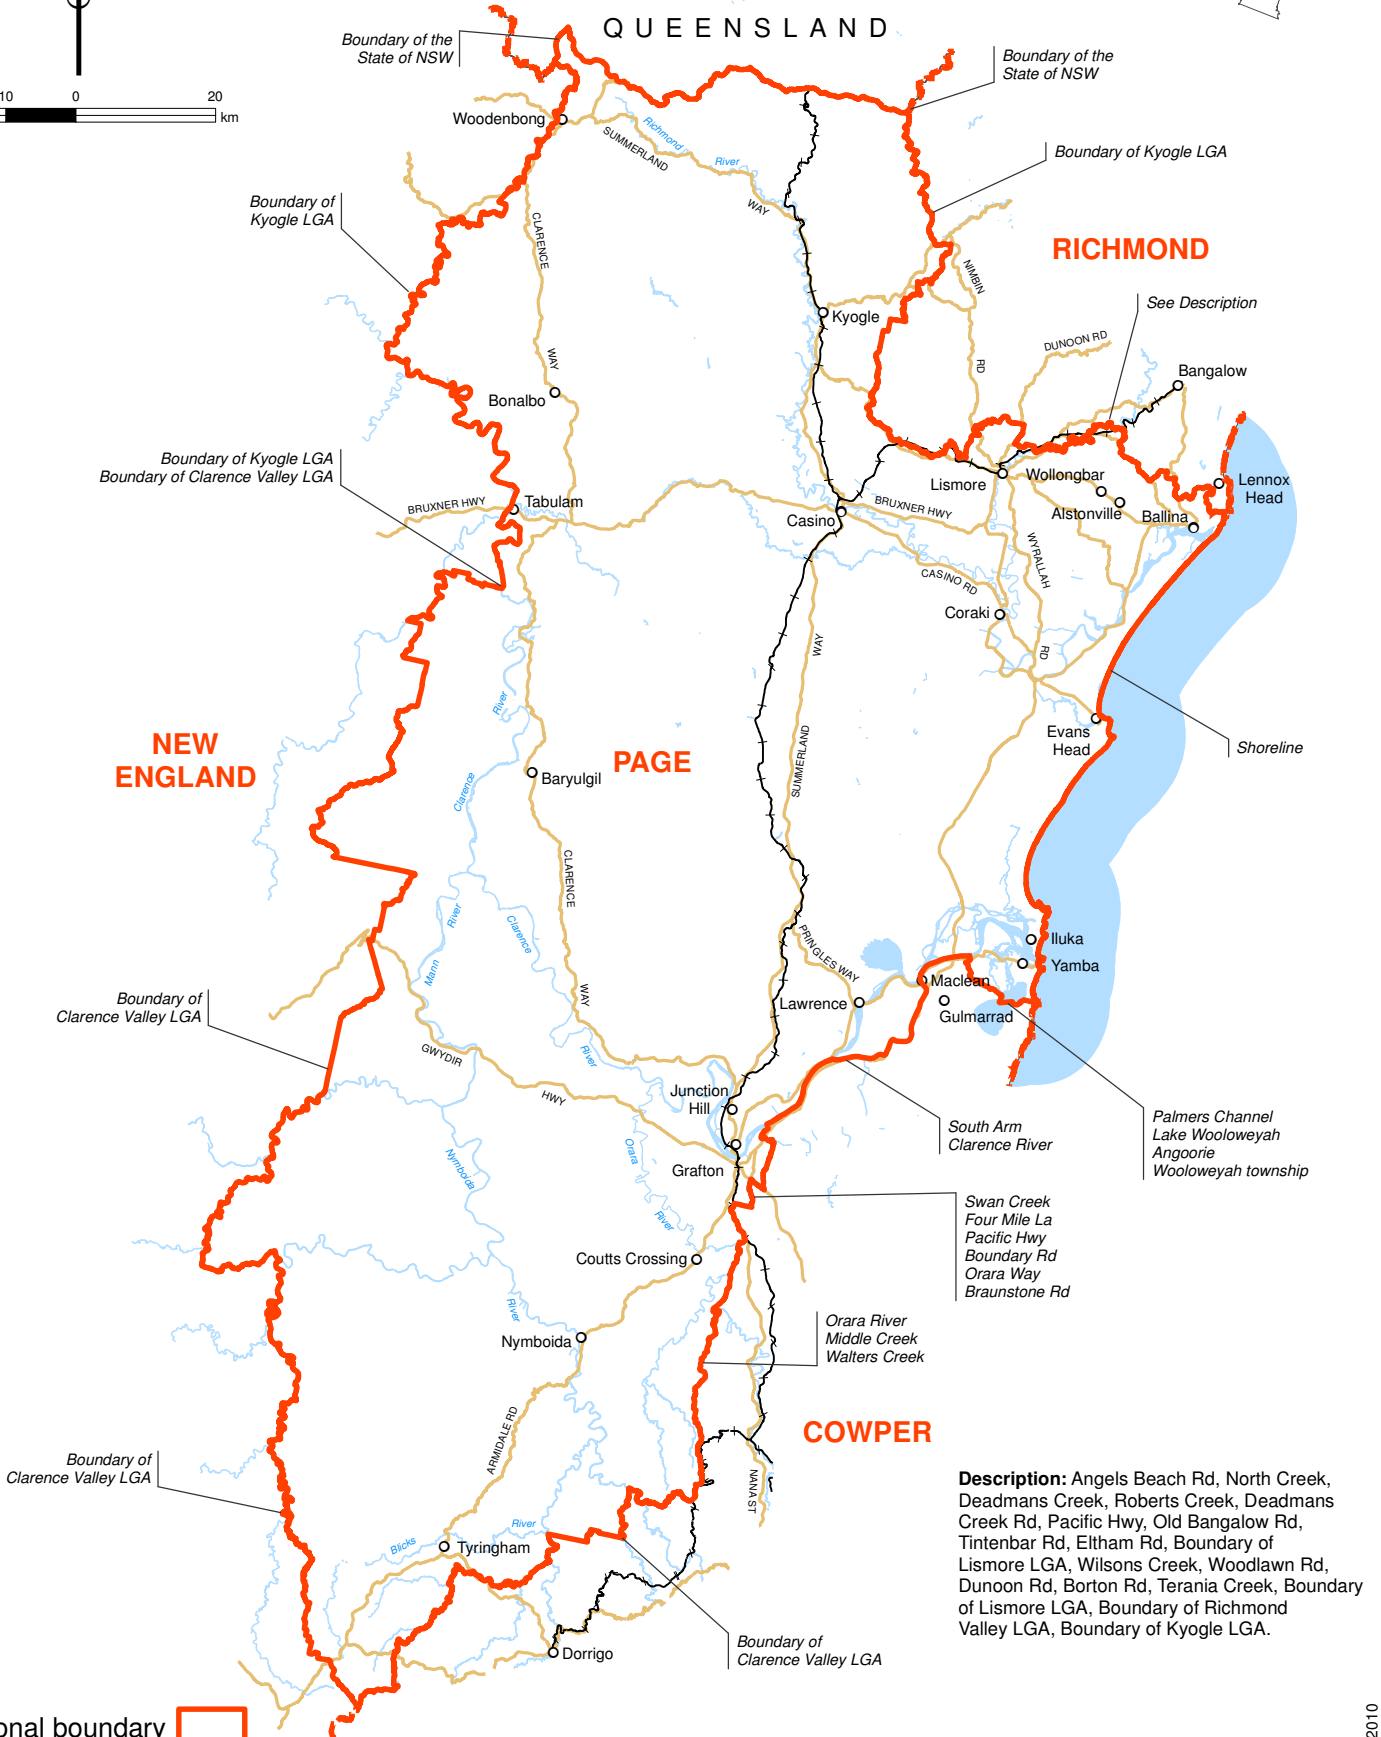 QUEENSLAND
Boundary of the
State of NSW
Boundary of the
State of NSW
10 0 20
km
Woodenbong
Richmond
River
SUMMERLAND
WAY
Boundary of Kyogle LGA
Boundary of
Kyogle LGA
CLARENCE
WAY
RICHMOND
NIMBIN
RD
See Description
Kyogle
DUNOON RD
Bangalow
Bonalbo
Boundary of Kyogle LGA
Boundary of Clarence Valley LGA
BRUXNER HWY
Tabulam
Lismore
Wollongbar
Lennox
Head
Casino
BRUXNER HWY
Alstonville
Ballina
WYRALLAH
RD
CASINO RD
Coraki
WAY
SUMMERLAND
River
Clarence
NEW
ENGLAND
PAGE
Evans
Head
Shoreline
Baryulgil
CLARENCE
WAY
River
Mann
Clarence
River
PRINGLES WAY
Iluka
Yamba
Maclean
Lawrence
Gulmarrad
Boundary of
Clarence Valley LGA
GWYDIR
HWY
Junction
Hill
South Arm
Clarence River
Palmers Channel
Lake Wooloweyah
Angoorie
Wooloweyah township
Orara
River
Nymboida
River
Grafton
Swan Creek
Four Mile La
Pacific Hwy
Boundary Rd
Orara Way
Braunstone Rd
Coutts Crossing
Orara River
Middle Creek
Walters Creek
Nymboida
ARMIDALE RD
COWPER
Boundary of
Clarence Valley LGA
NANA ST
Description: Angels Beach Rd, North Creek,
Deadmans Creek, Roberts Creek, Deadmans
Creek Rd, Pacific Hwy, Old Bangalow Rd,
Tintenbar Rd, Eltham Rd, Boundary of
Lismore LGA, Wilsons Creek, Woodlawn Rd,
Dunoon Rd, Borton Rd, Terania Creek, Boundary
of Lismore LGA, Boundary of Richmond
Valley LGA, Boundary of Kyogle LGA.
Blicks
River
Tyringham
Dorrigo
Boundary of
Clarence Valley LGA
onal boundary
2010